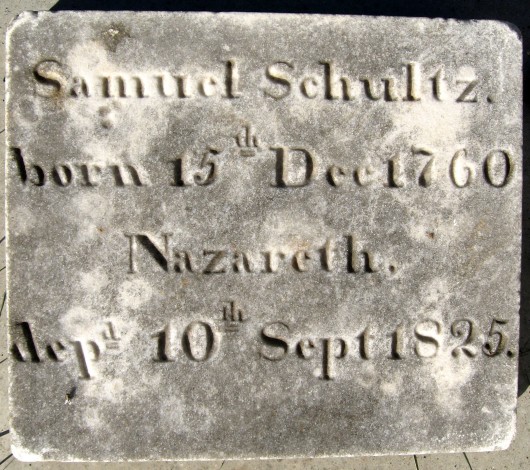 Samuel Schultz.
born 15th Dec 1760
Nazareth.
depd 10th Sept 1825.